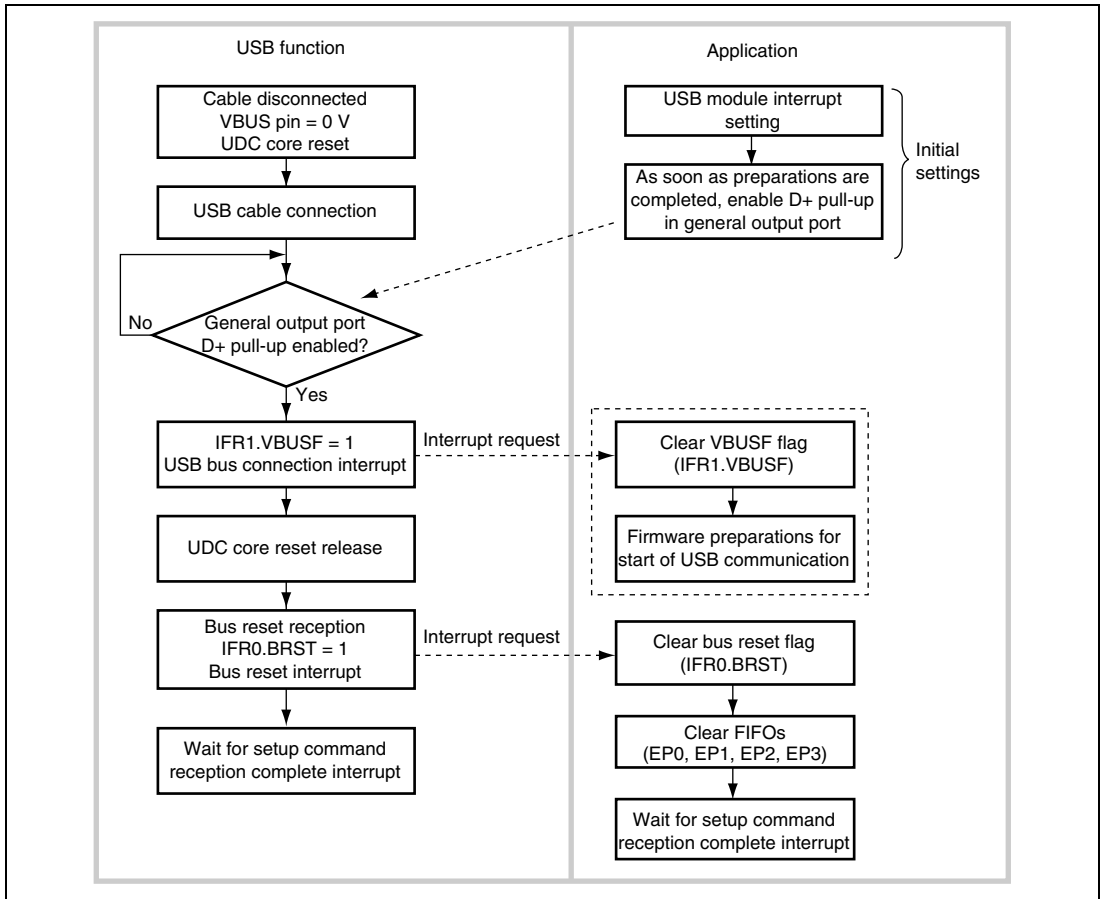 USB function
Cable disconnected
VBUS pin = 0 V
UDC core reset
USB cable connection
No
General output port
D+ pull-up enabled?
Yes
IFR1.VBUSF = 1
USB bus connection interrupt
Interrupt request
UDC core reset release
Bus reset reception
IFR0.BRST = 1
Bus reset interrupt
Interrupt request
Wait for setup command
reception complete interrupt
Application
USB module interrupt
setting
As soon as preparations are
completed, enable D+ pull-up
in general output port
Initial
settings
Clear VBUSF flag
(IFR1.VBUSF)
Firmware preparations for
start of USB communication
Clear bus reset flag
(IFR0.BRST)
Clear FIFOs
(EP0, EP1, EP2, EP3)
Wait for setup command
reception complete interrupt